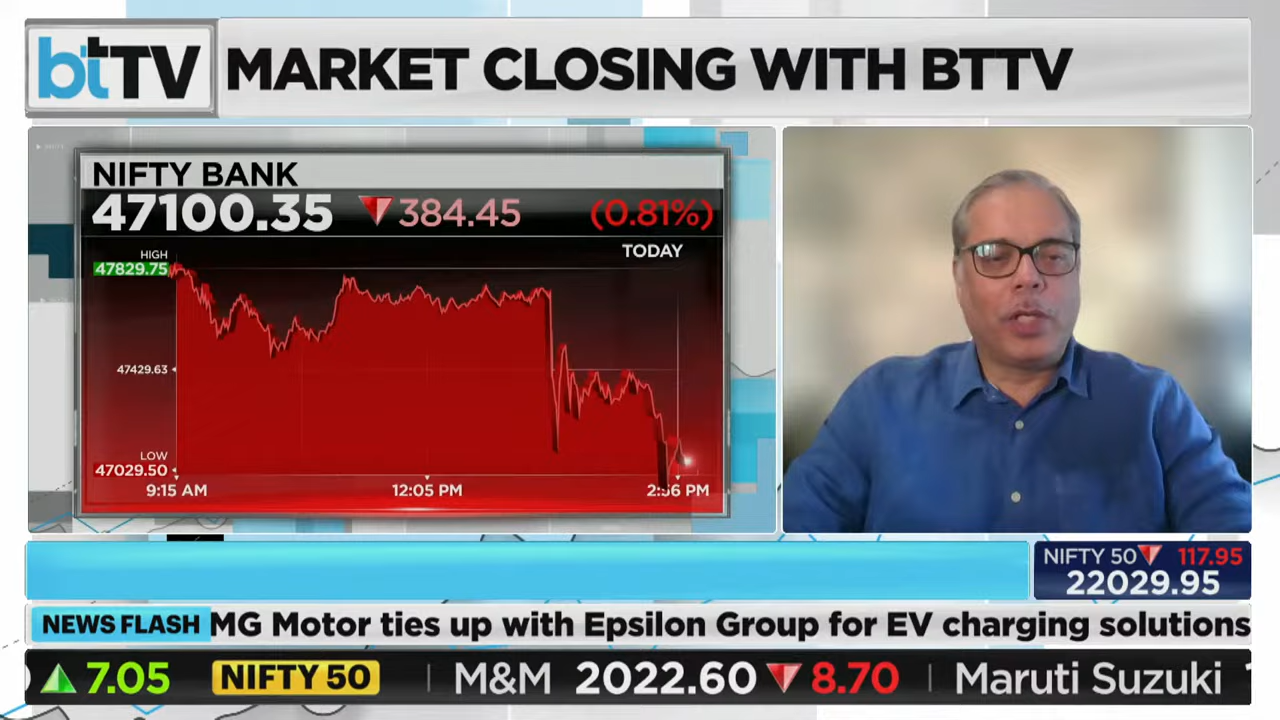 btTV MARKET CLOSING WITH BTTV
NIFTY BANK
47100.35 384.45 (0.81%)
TODAY
HIGH
47829.75
47429.63
LOW
47029.50
9:15 AM 12:05 PM 2:56 PM
NIFTY 50 117.95
22029.95
NEWS FLASH MG Motor ties up with Epsilon Group for EV charging solutions
7.05 NIFTY 50 M&M 2022.60 8.70 Maruti Suzuki